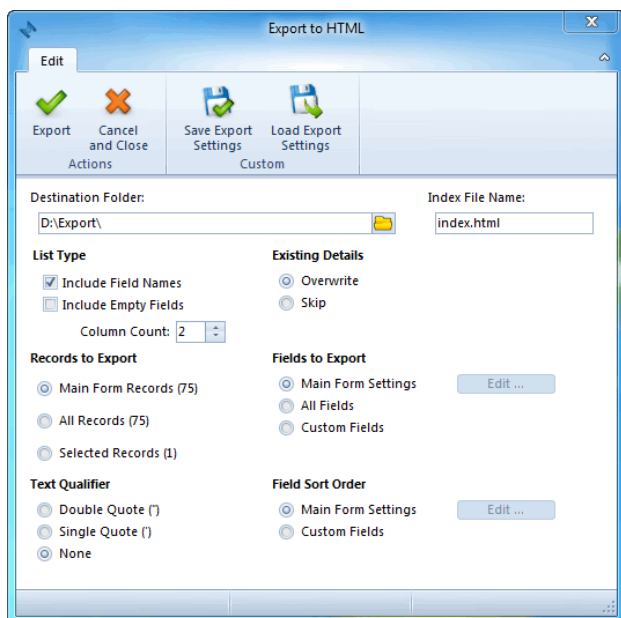 Export to HTML
Edit
Export
Cancel and Close
Save Export Settings
Load Export Settings
Actions
Custom
Destination Folder:
Index File Name:
D:\Export\
index.html
List Type
Existing Details
Include Field Names
Overwrite
Include Empty Fields
Skip
Column Count: 2
Records to Export
Fields to Export
Main Form Records (75)
Main Form Settings
Edit ...
All Records (75)
All Fields
Custom Fields
Selected Records (1)
Text Qualifier
Field Sort Order
Double Quote (")
Main Form Settings
Edit ...
Single Quote (')
Custom Fields
None